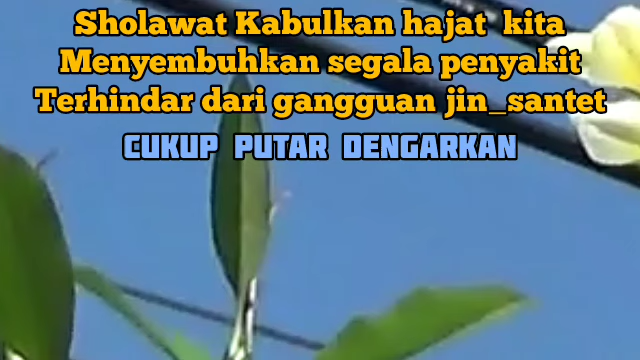 Sholawat Kabulkan hajat kita
Menyembuhkan segala penyakit
Terhindar dari gangguan jin_santet
CUKUP PUTAR DENGARKAN